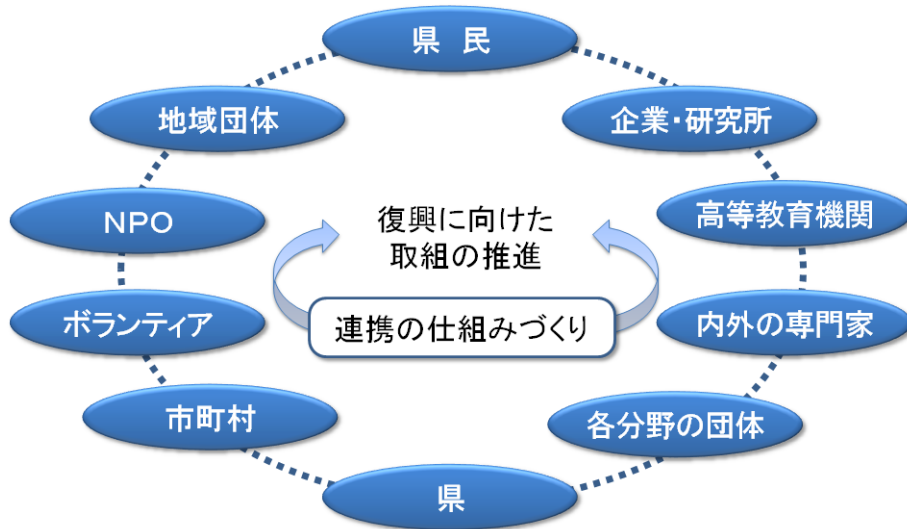 県 民
地域団体
企業・研究所
NPO
高等教育機関
復興に向けた
取組の推進
ボランティア
連携の仕組みづくり
内外の専門家
市町村
各分野の団体
県